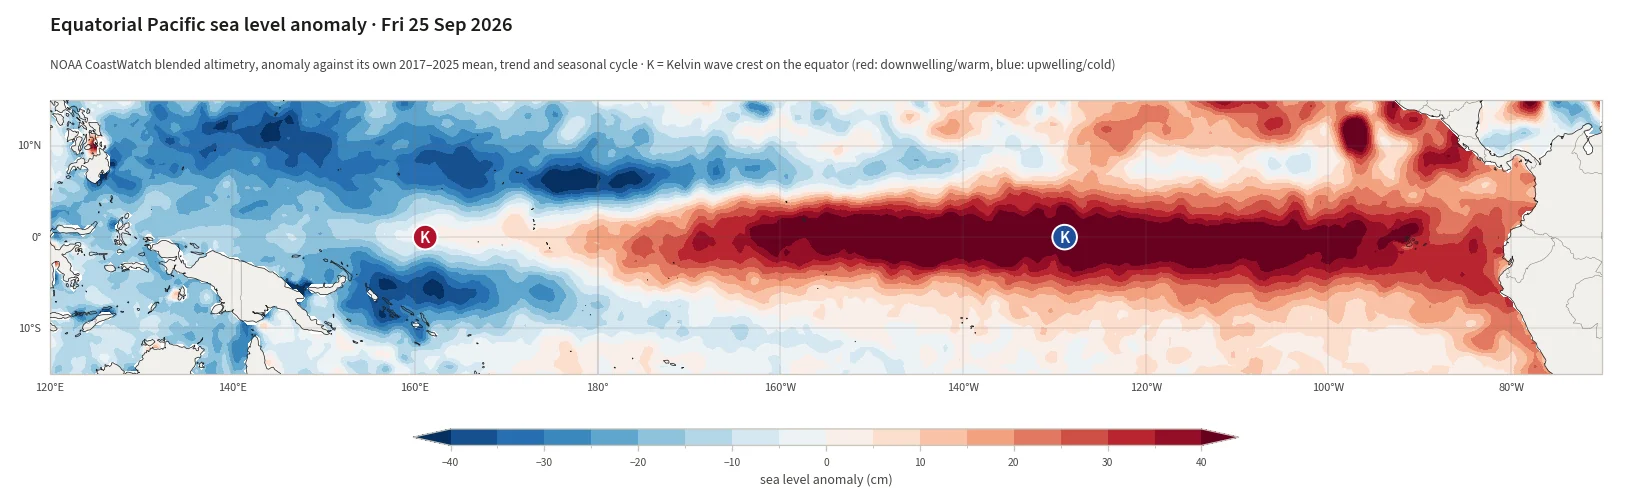 Equatorial Pacific sea level anomaly · Fri 25 Sep 2026
NOAA CoastWatch blended altimetry, anomaly against its own 2017–2025 mean, trend and seasonal cycle · K = Kelvin wave crest on the equator (red: downwelling/warm, blue: upwelling/cold)
10°N
0°
K K
10°S
120°E 140°E 160°E 180° 160°W 140°W 120°W 100°W 80°W
−40 −30 −20 −10 0 10 20 30 40
sea level anomaly (cm)